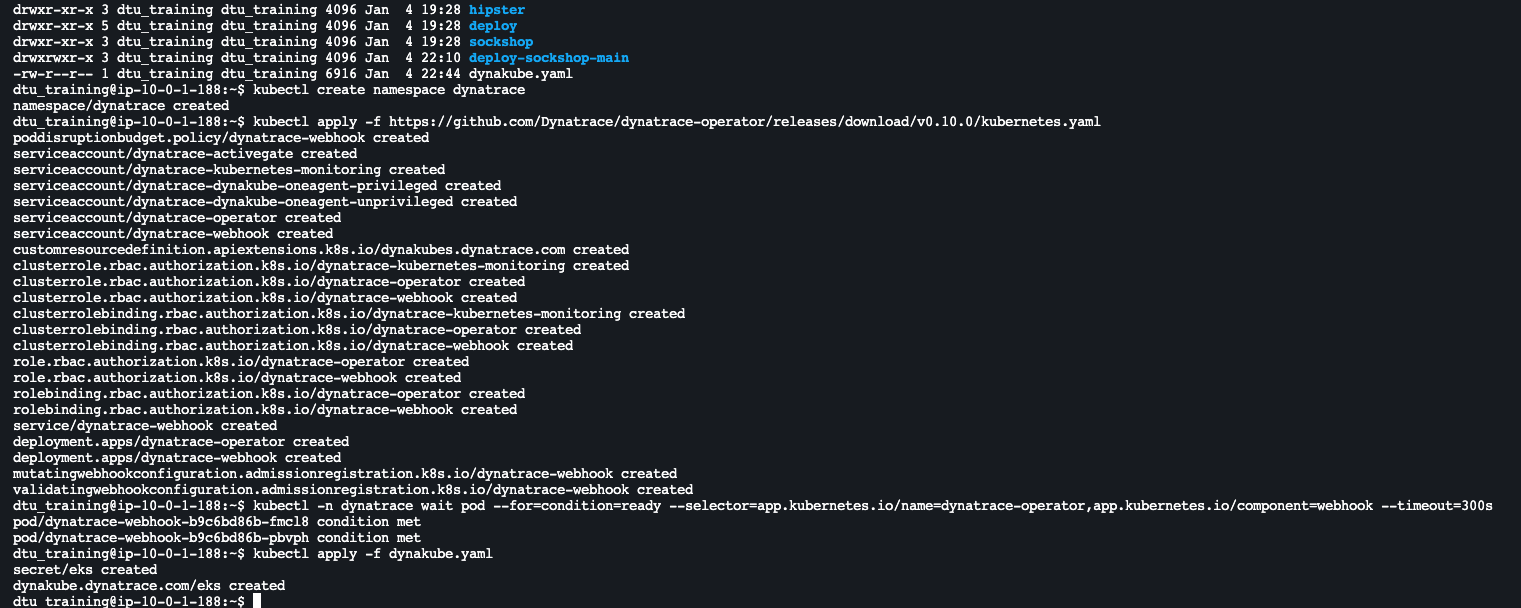 drwxr-xr-x 3 dtu_training dtu_training 4096 Jan  4 19:28 hipster
drwxr-xr-x 5 dtu_training dtu_training 4096 Jan  4 19:28 deploy
drwxr-xr-x 3 dtu_training dtu_training 4096 Jan  4 19:28 sockshop
drwxrwxr-x 3 dtu_training dtu_training 4096 Jan  4 22:10 deploy-sockshop-main
-rw-r--r-- 1 dtu_training dtu_training 6916 Jan  4 22:44 dynakube.yaml
dtu_training@ip-10-0-1-188:~$ kubectl create namespace dynatrace
namespace/dynatrace created
dtu_training@ip-10-0-1-188:~$ kubectl apply -f https://github.com/Dynatrace/dynatrace-operator/releases/download/v0.10.0/kubernetes.yaml
poddisruptionbudget.policy/dynatrace-webhook created
serviceaccount/dynatrace-activegate created
serviceaccount/dynatrace-kubernetes-monitoring created
serviceaccount/dynatrace-dynakube-oneagent-privileged created
serviceaccount/dynatrace-dynakube-oneagent-unprivileged created
serviceaccount/dynatrace-operator created
serviceaccount/dynatrace-webhook created
customresourcedefinition.apiextensions.k8s.io/dynakubes.dynatrace.com created
clusterrole.rbac.authorization.k8s.io/dynatrace-kubernetes-monitoring created
clusterrole.rbac.authorization.k8s.io/dynatrace-operator created
clusterrole.rbac.authorization.k8s.io/dynatrace-webhook created
clusterrolebinding.rbac.authorization.k8s.io/dynatrace-kubernetes-monitoring created
clusterrolebinding.rbac.authorization.k8s.io/dynatrace-operator created
clusterrolebinding.rbac.authorization.k8s.io/dynatrace-webhook created
role.rbac.authorization.k8s.io/dynatrace-operator created
role.rbac.authorization.k8s.io/dynatrace-webhook created
rolebinding.rbac.authorization.k8s.io/dynatrace-operator created
rolebinding.rbac.authorization.k8s.io/dynatrace-webhook created
service/dynatrace-webhook created
deployment.apps/dynatrace-operator created
deployment.apps/dynatrace-webhook created
mutatingwebhookconfiguration.admissionregistration.k8s.io/dynatrace-webhook created
validatingwebhookconfiguration.admissionregistration.k8s.io/dynatrace-webhook created
dtu_training@ip-10-0-1-188:~$ kubectl -n dynatrace wait pod --for=condition=ready --selector=app.kubernetes.io/name=dynatrace-operator,app.kubernetes.io/component=webhook --timeout=300s
pod/dynatrace-webhook-b9c6bd86b-fmcl8 condition met
pod/dynatrace-webhook-b9c6bd86b-pbvph condition met
dtu_training@ip-10-0-1-188:~$ kubectl apply -f dynakube.yaml
secret/eks created
dynakube.dynatrace.com/eks created
dtu_training@ip-10-0-1-188:~$